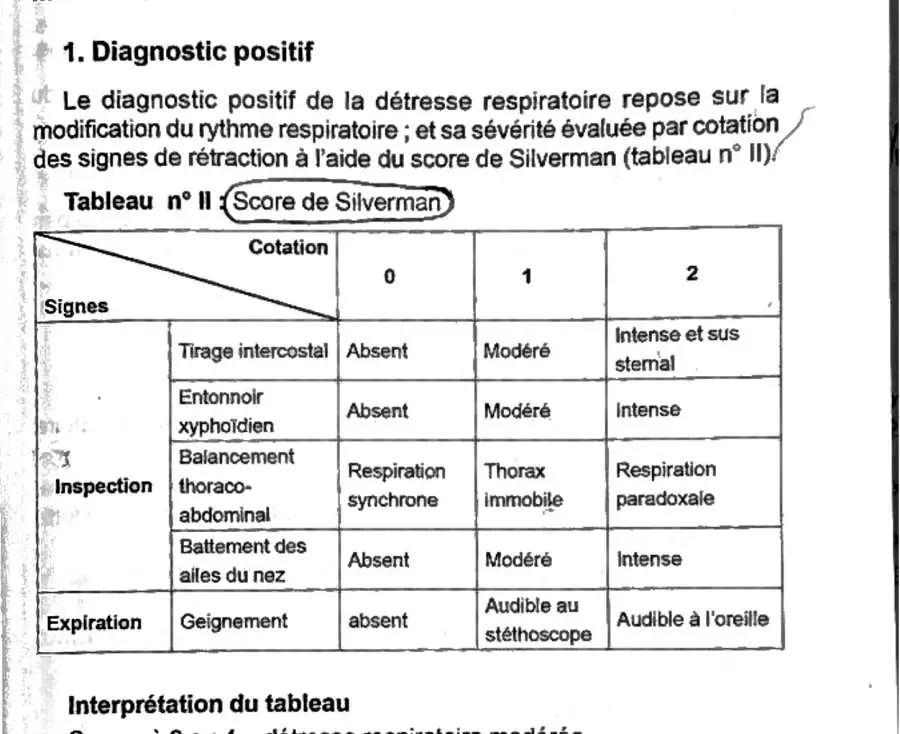 1. Diagnostic positif
Le diagnostic positif de la détresse respiratoire repose sur la
modification du rythme respiratoire ; et sa sévérité évaluée par cotation
des signes de rétraction à l'aide du score de Silverman (tableau n° II).
Tableau n° II : Score de Silverman
Cotation
Signes
0
1
2
Inspection
Tirage intercostal
Absent
Modéré
Intense et sus
sternal
Entonnoir
xyphoïdien
Absent
Modéré
Intense
Balancement
thoraco-
abdominal
Respiration
synchrone
Thorax
immobile
Respiration
paradoxale
Battement des
ailes du nez
Absent
Modéré
Intense
Expiration
Geignement
absent
Audible au
stéthoscope
Audible à l'oreille
Interprétation du tableau
détresse respiratoire modérée